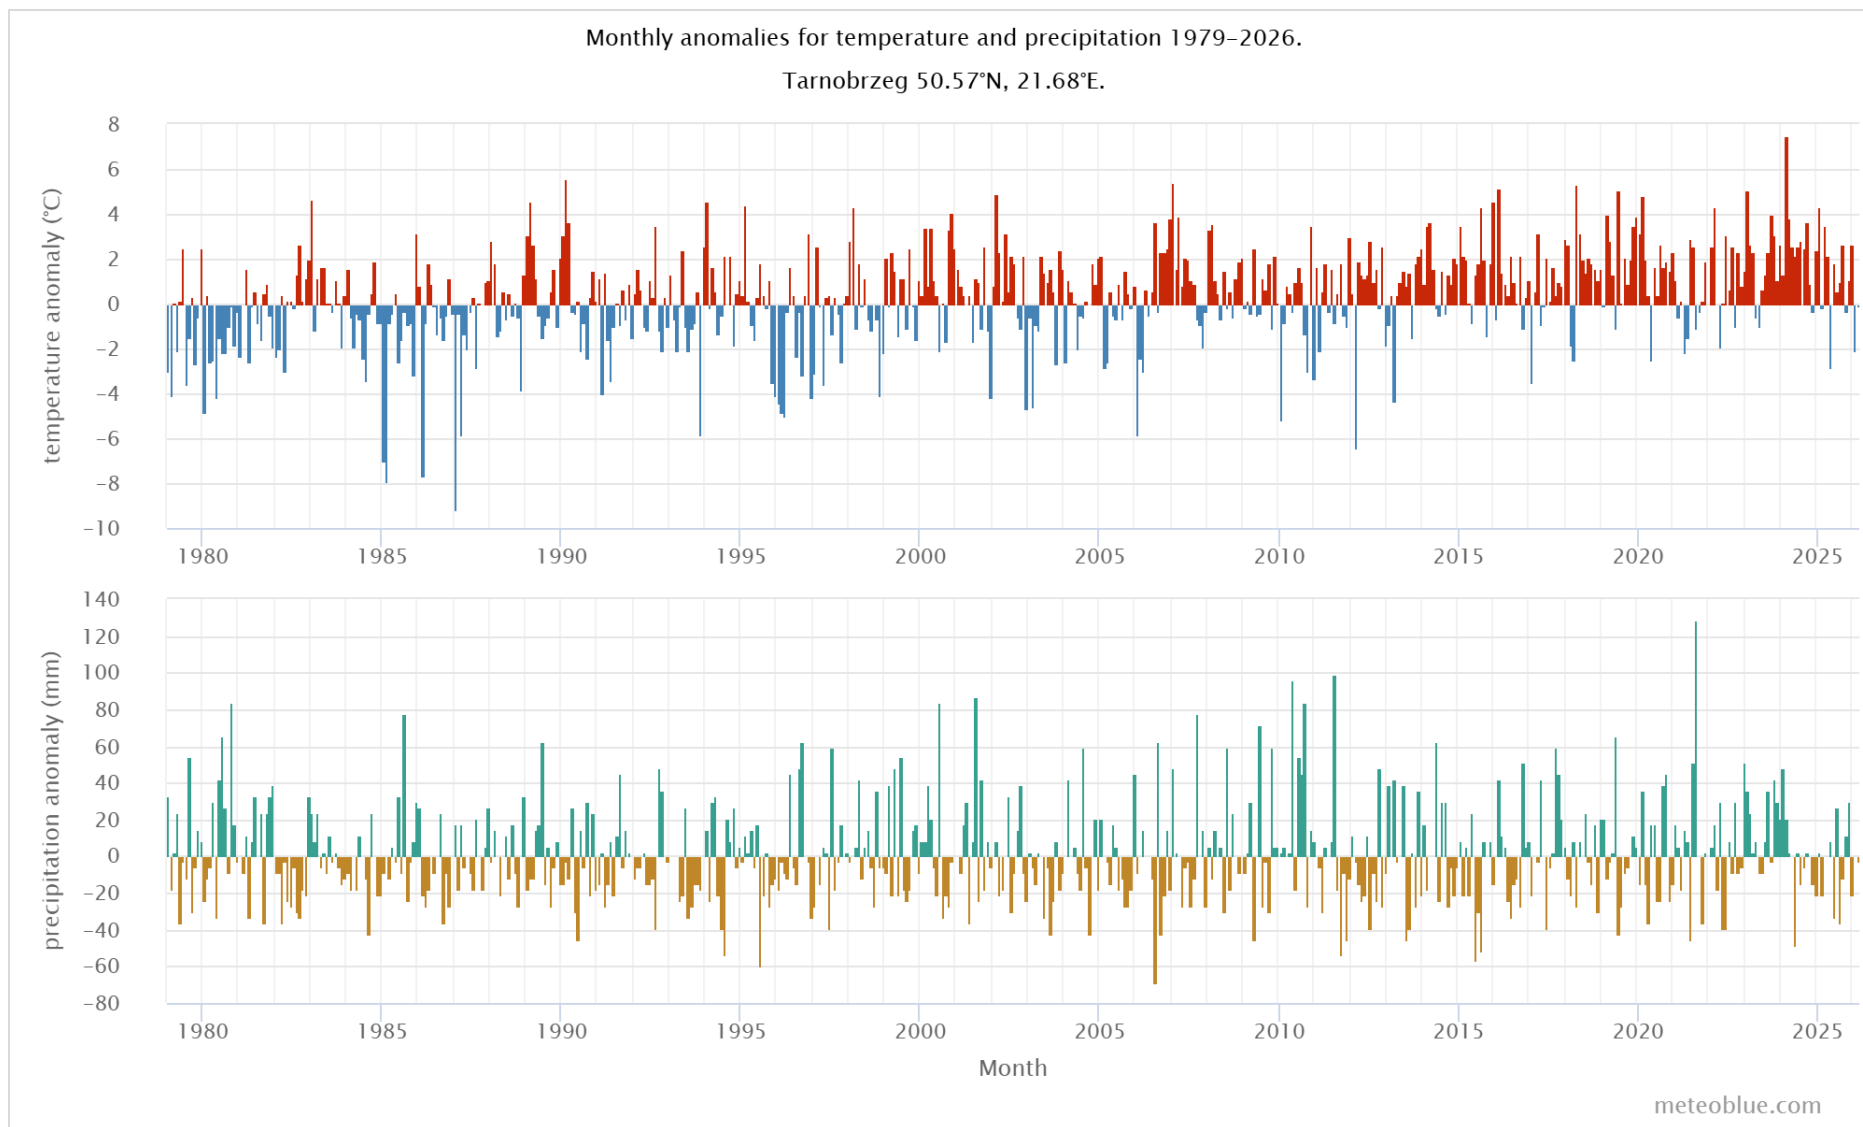 Monthly anomalies for temperature and precipitation 1979–2026.
Tarnobrzeg 50.57°N, 21.68°E.
temperature anomaly (°C)
8
6
4
2
0
−2
−4
−6
−8
−10
1980 1985 1990 1995 2000 2005 2010 2015 2020 2025
precipitation anomaly (mm)
140
120
100
80
60
40
20
0
−20
−40
−60
−80
1980 1985 1990 1995 2000 2005 2010 2015 2020 2025
Month
meteoblue.com